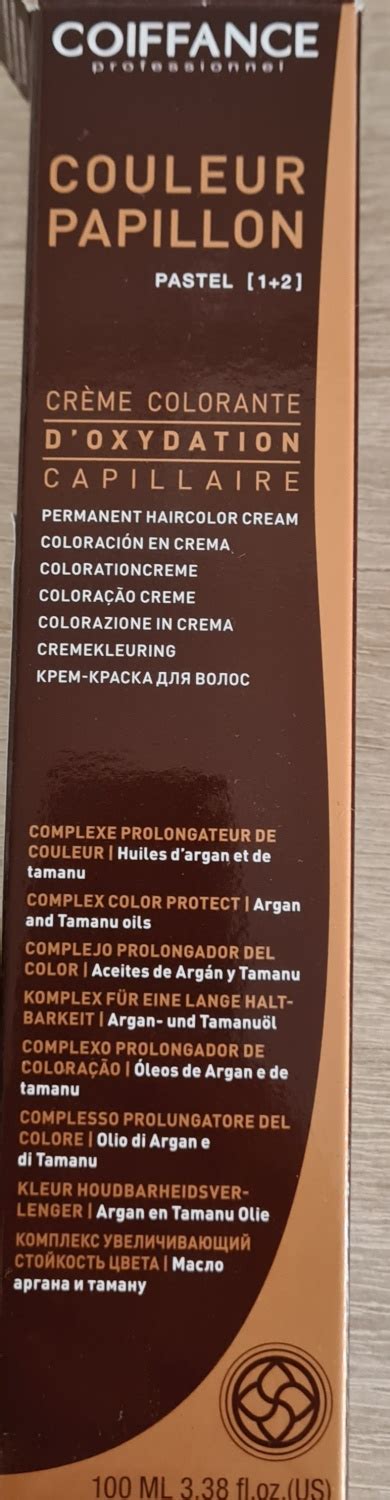 COIFFANCE
professionnel
COULEUR
PAPILLON
PASTEL [1+2]
CRÈME COLORANTE
D'OXYDATION
CAPILLAIRE
PERMANENT HAIRCOLOR CREAM
COLORACIÓN EN CREMA
COLORATIONCREME
COLORAÇÃO CREME
COLORAZIONE IN CREMA
CREMEKLEURING
КРЕМ-КРАСКА ДЛЯ ВОЛОС
COMPLEXE PROLONGATEUR DE
COULEUR | Huiles d'argan et de
tamanu
COMPLEX COLOR PROTECT | Argan
and Tamanu oils
COMPLEJO PROLONGADOR DEL
COLOR | Aceites de Argán y Tamanu
KOMPLEX FÜR EINE LANGE HALT-
BARKEIT | Argan- und Tamanuöl
COMPLEXO PROLONGADOR DE
COLORAÇÃO | Óleos de Argan e de
tamanu
COMPLESSO PROLUNGATORE DEL
COLORE | Olio di Argan e
di Tamanu
KLEUR HOUDBARHEIDSVER-
LENGER | Argan en Tamanu Olie
КОМПЛЕКС УВЕЛИЧИВАЮЩИЙ
СТОЙКОСТЬ ЦВЕТА | Масло
аргана и таману
100 ML 3.38 fl.oz.(US)